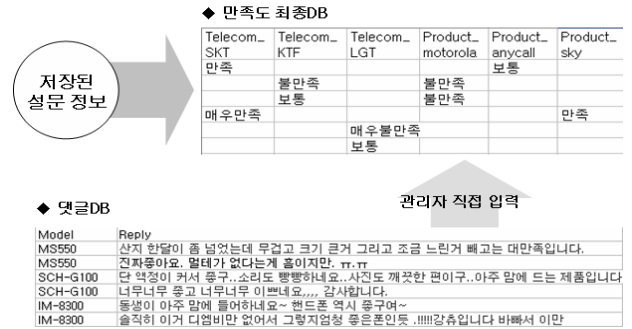 ◆ 만족도 최종DB
Telecom_SKT Telecom_KTF Telecom_LGT Product_motorola Product_anycall Product_sky
만족 보통
불만족 불만족
보통 불만족
매우만족 만족
매우불만족
보통
저장된
설문 정보
관리자 직접 입력
◆ 댓글DB
Model Reply
MS550 산지 한달이 좀 넘었는데 무겁고 크기 큰거 그리고 조금 느린거 빼고는 대만족입니다.
MS550 진짜좋아요. 멀테가 없다는게 흠이지만. ㅠ.ㅠ
SCH-G100 단 액정이 커서 종구..소리도 빵빵하네요..사진도 깨끗한 편이구..아주 맘에 드는 제품입니다
SCH-G100 너무너무 좋고 너무너무 이쁘네요,,,, 감사합니다.
IM-8300 동생이 아주 맘에 들어하네요~ 핸드폰 역시 종구여~
IM-8300 솔직히 이거 디엠비만 없어서 그렇지엄청 좋은폰인듯 .!!!!!강츄입니다 바빠서 이만